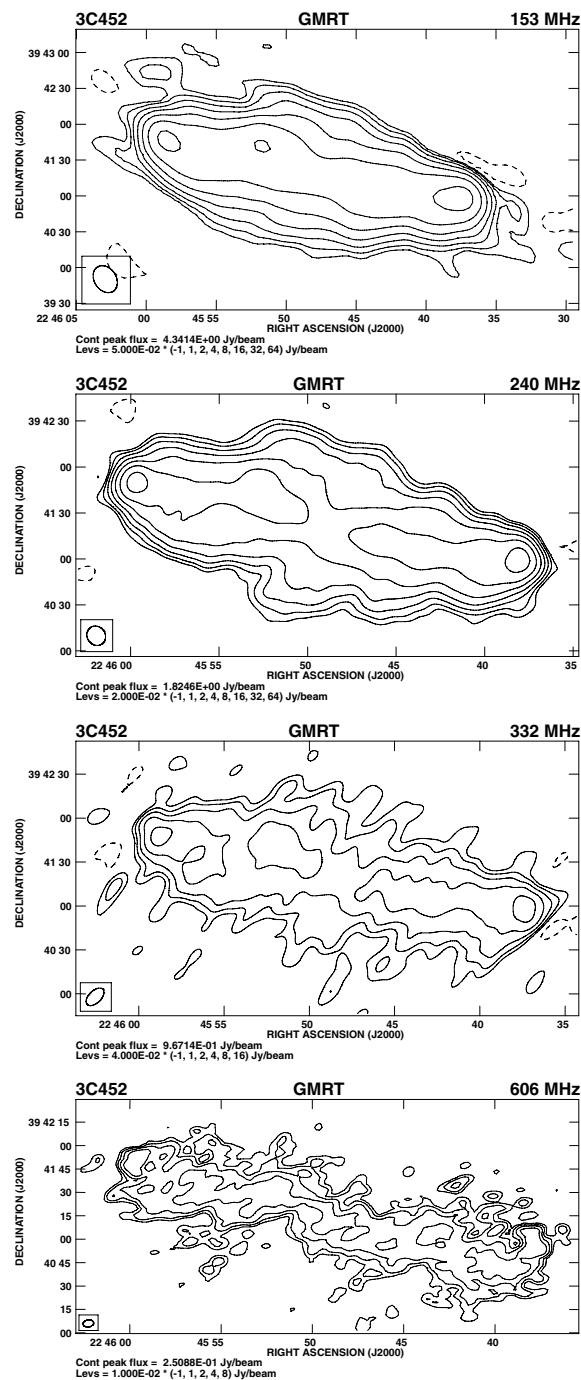 3C452 GMRT 153 MHz
39 43 00
42 30
00
41 30
00
40 30
00
39 30
DECLINATION (J2000)
22 46 05 00 45 55 50 45 40 35 30
RIGHT ASCENSION (J2000)
Cont peak flux = 4.3414E+00 Jy/beam
Levs = 5.000E-02 * (-1, 1, 2, 4, 8, 16, 32, 64) Jy/beam
3C452 GMRT 240 MHz
39 42 30
00
41 30
00
40 30
00
DECLINATION (J2000)
22 46 00 45 55 50 45 40 35
RIGHT ASCENSION (J2000)
Cont peak flux = 1.8246E+00 Jy/beam
Levs = 2.000E-02 * (-1, 1, 2, 4, 8, 16, 32, 64) Jy/beam
3C452 GMRT 332 MHz
39 42 30
00
41 30
00
40 30
00
DECLINATION (J2000)
22 46 00 45 55 50 45 40 35
RIGHT ASCENSION (J2000)
Cont peak flux = 9.6714E-01 Jy/beam
Levs = 4.000E-02 * (-1, 1, 2, 4, 8, 16) Jy/beam
3C452 GMRT 606 MHz
39 42 15
00
41 45
30
15
00
40 45
30
15
00
DECLINATION (J2000)
22 46 00 45 55 50 45 40
RIGHT ASCENSION (J2000)
Cont peak flux = 2.5088E-01 Jy/beam
Levs = 1.000E-02 * (-1, 1, 2, 4, 8) Jy/beam